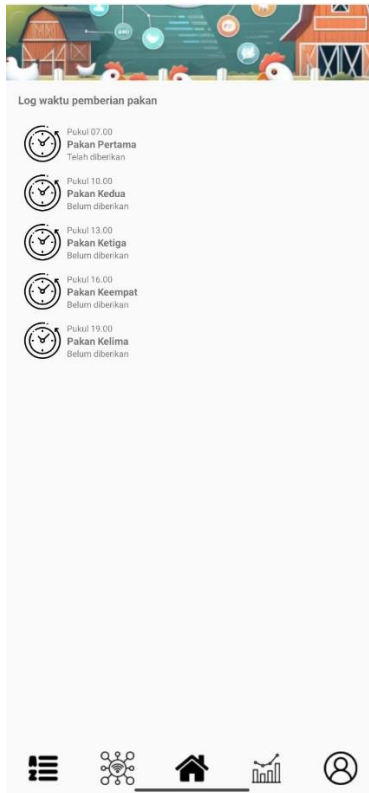 Log waktu pemberian pakan
Pukul 07.00
Pakan Pertama
Telah diberikan
Pukul 10.00
Pakan Kedua
Belum diberikan
Pukul 13.00
Pakan Ketiga
Belum diberikan
Pukul 16.00
Pakan Keempat
Belum diberikan
Pukul 19.00
Pakan Kelima
Belum diberikan